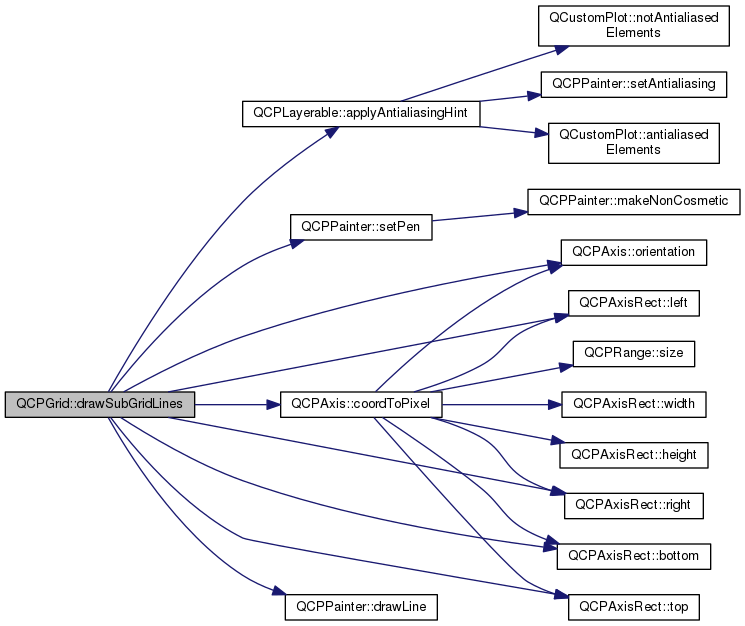 QCustomPlot::notAntialiased
Elements
QCPPainter::setAntialiasing
QCPLayerable::applyAntialiasingHint
QCustomPlot::antialiased
Elements
QCPPainter::makeNonCosmetic
QCPPainter::setPen
QCPAxis::orientation
QCPAxisRect::left
QCPRange::size
QCPGrid::drawSubGridLines
QCPAxis::coordToPixel
QCPAxisRect::width
QCPAxisRect::height
QCPAxisRect::right
QCPAxisRect::bottom
QCPPainter::drawLine
QCPAxisRect::top